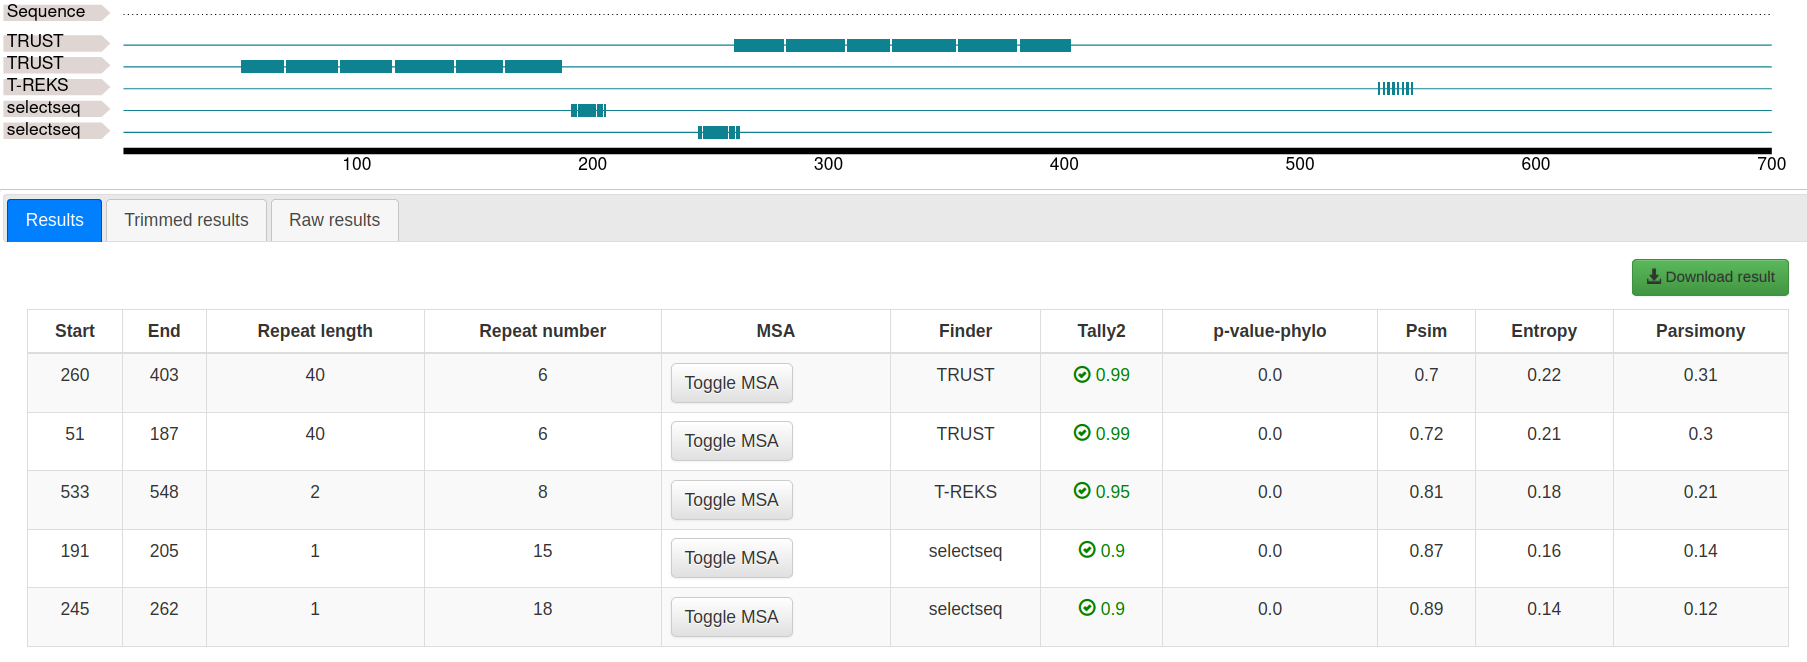 Sequence
TRUST
TRUST
T-REKS
selectseq
selectseq
100 200 300 400 500 600 700
Results Trimmed results Raw results
Download result
Start End Repeat length Repeat number MSA Finder Tally2 p-value-phylo Psim Entropy Parsimony
260 403 40 6 Toggle MSA TRUST 0.99 0.0 0.7 0.22 0.31
51 187 40 6 Toggle MSA TRUST 0.99 0.0 0.72 0.21 0.3
533 548 2 8 Toggle MSA T-REKS 0.95 0.0 0.81 0.18 0.21
191 205 1 15 Toggle MSA selectseq 0.9 0.0 0.87 0.16 0.14
245 262 1 18 Toggle MSA selectseq 0.9 0.0 0.89 0.14 0.12